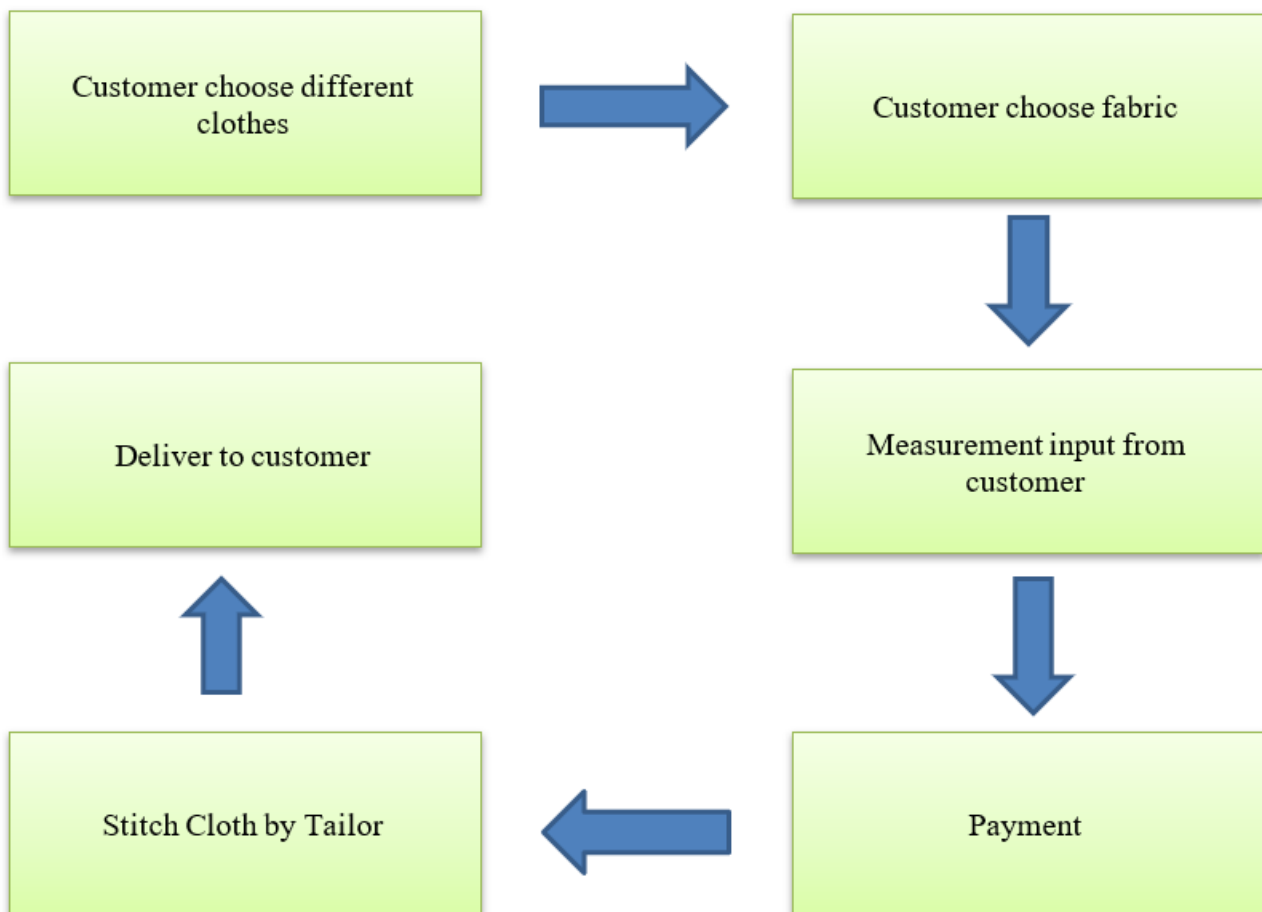 Customer choose different
clothes
Customer choose fabric
Measurement input from
customer
Payment
Stitch Cloth by Tailor
Deliver to customer